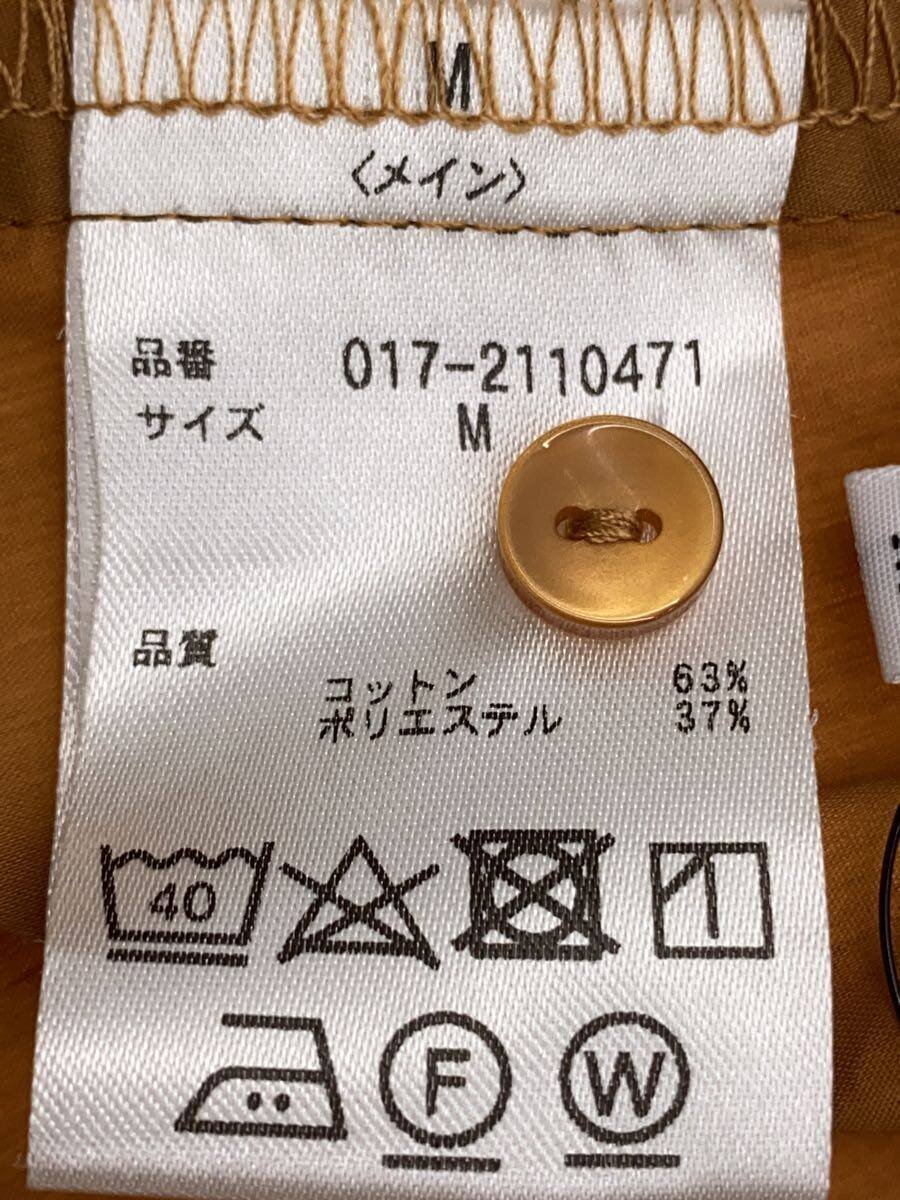 M
〈メイン〉
品番 017-2110471
サイズ M
品質
コットン 63%
ポリエステル 37%
40
F W